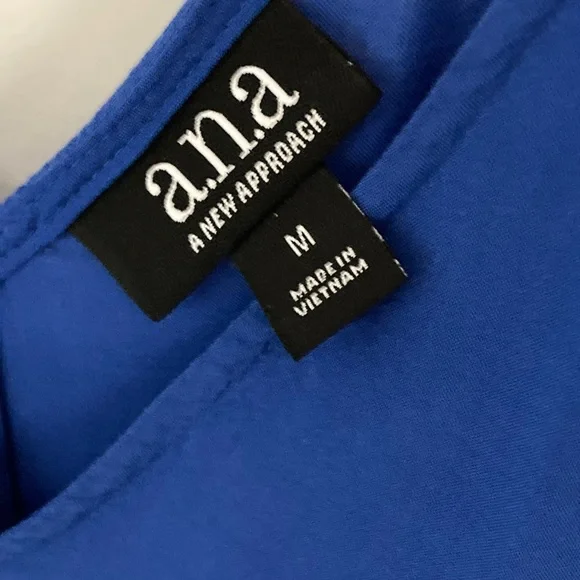 a.n.a
A NEW APPROACH
M
MADE IN
VIETNAM